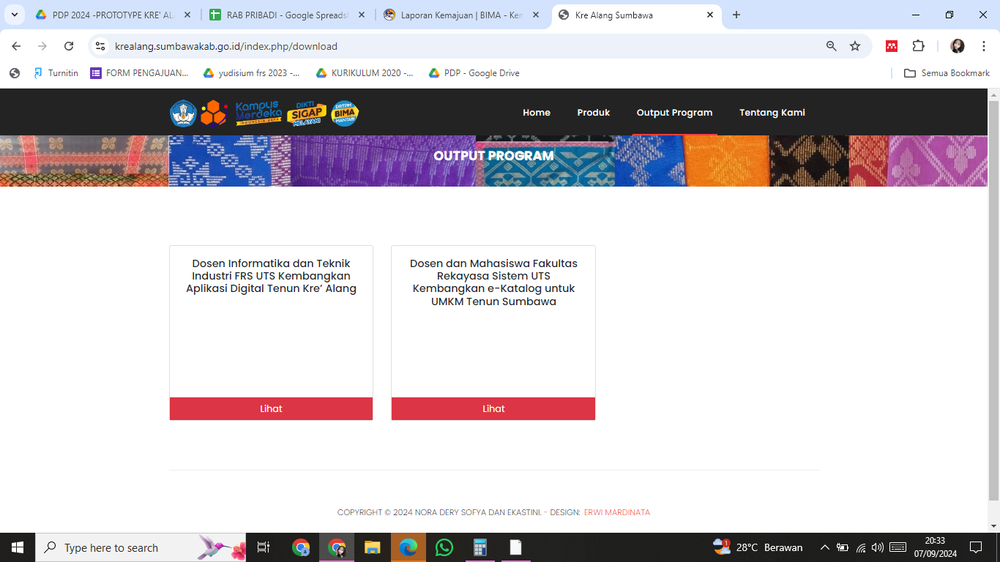 PDP 2024 -PROTOTYPE KRE' ALA
RAB PRIBADI - Google Spreadsh
Laporan Kemajuan | BIMA - Kem
Kre Alang Sumbawa
krealang.sumbawakab.go.id/index.php/download
Turnitin
FORM PENGAJUAN...
yudisium frs 2023 -...
KURIKULUM 2020 -...
PDP - Google Drive
Semua Bookmark
Kampus
Merdeka
INDONESIA JAYA
DIKTI
SIGAP
MELAYANI
DRTPM
BIMA
MANTAB!
Home
Produk
Output Program
Tentang Kami
OUTPUT PROGRAM
Dosen Informatika dan Teknik
Industri FRS UTS Kembangkan
Aplikasi Digital Tenun Kre’ Alang
Lihat
Dosen dan Mahasiswa Fakultas
Rekayasa Sistem UTS
Kembangkan e-Katalog untuk
UMKM Tenun Sumbawa
Lihat
COPYRIGHT © 2024 NORA DERY SOFYA DAN EKASTINI. - DESIGN: ERWI MARDINATA
Type here to search
1
28°C Berawan
20:33
07/09/2024